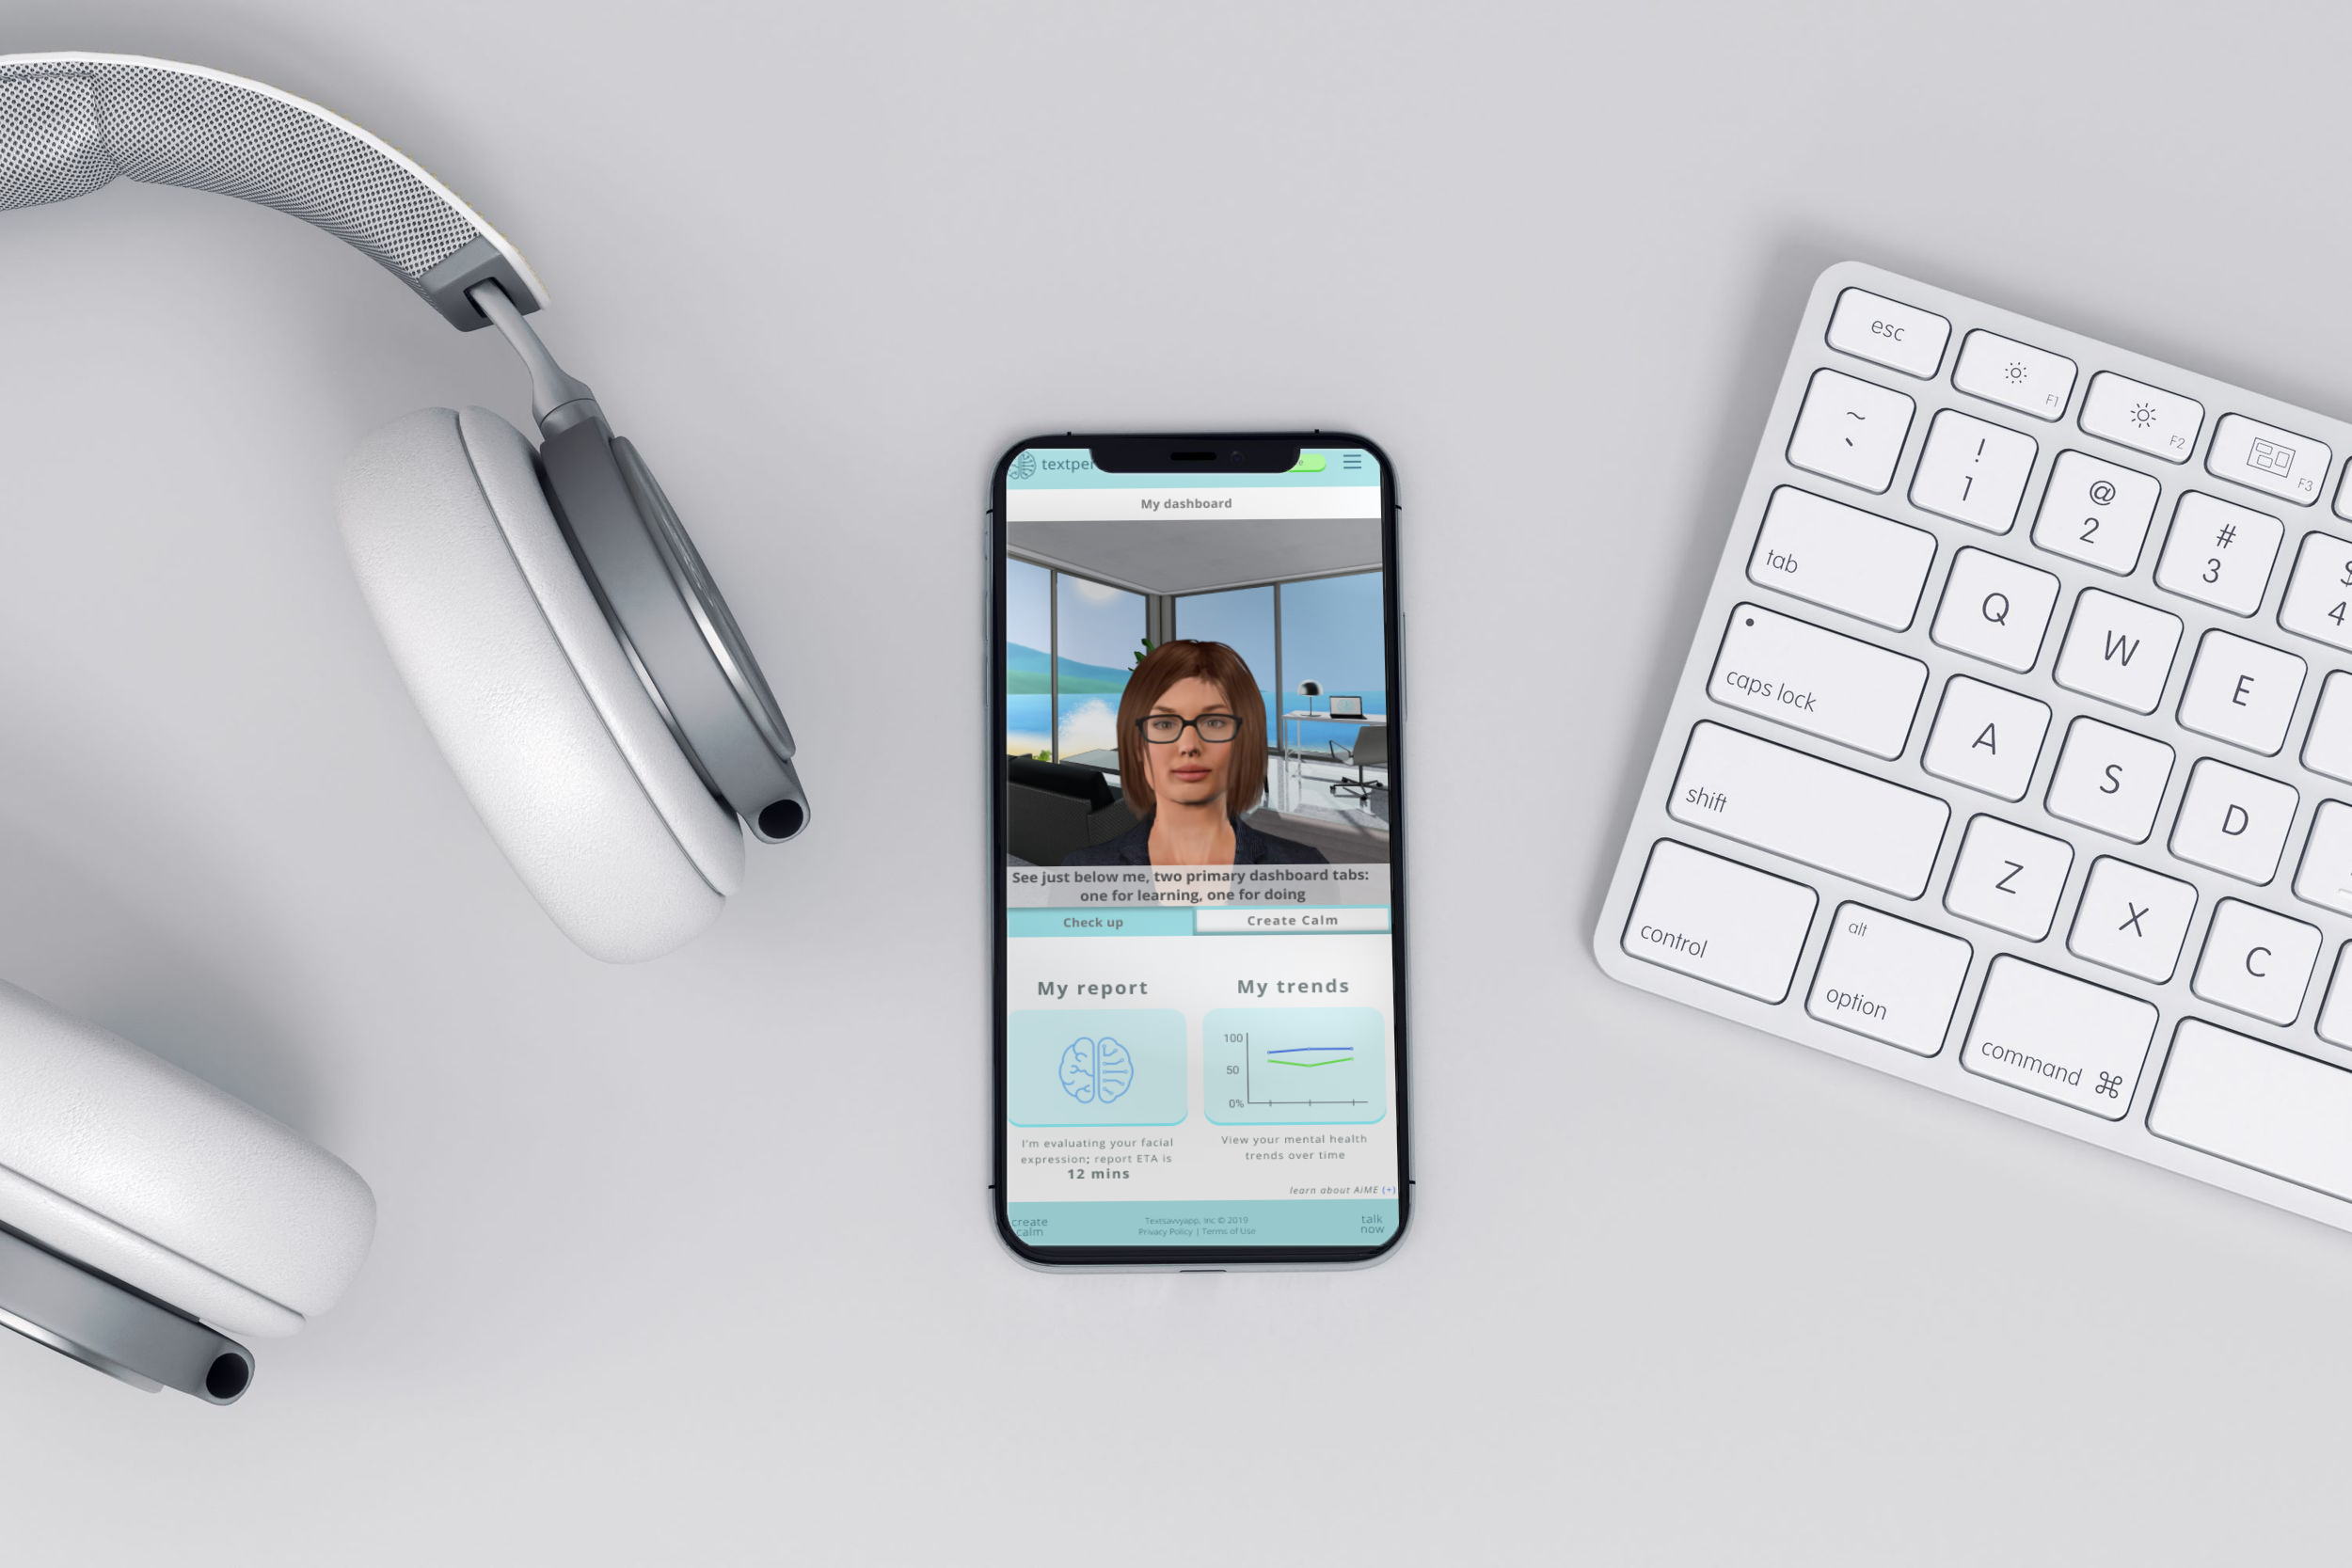 textper
My dashboard
See just below me, two primary dashboard tabs:
one for learning, one for doing
Check up
Create Calm
My report
My trends
100
50
0%
I'm evaluating your facial
expression; report ETA is
12 mins
View your mental health
trends over time
learn about AiME (+)
create
calm
Textsavvyapp, Inc © 2019
Privacy Policy | Terms of Use
talk
now
esc
F1
F2
F3
~
`
!
1
@
2
#
3
$
4
tab
Q
W
E
caps lock
A
S
D
shift
Z
X
C
control
alt
option
command ⌘